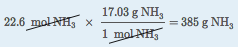 22.6 mol NH₃ × 17.03 g NH₃ / 1 mol NH₃ = 385 g NH₃